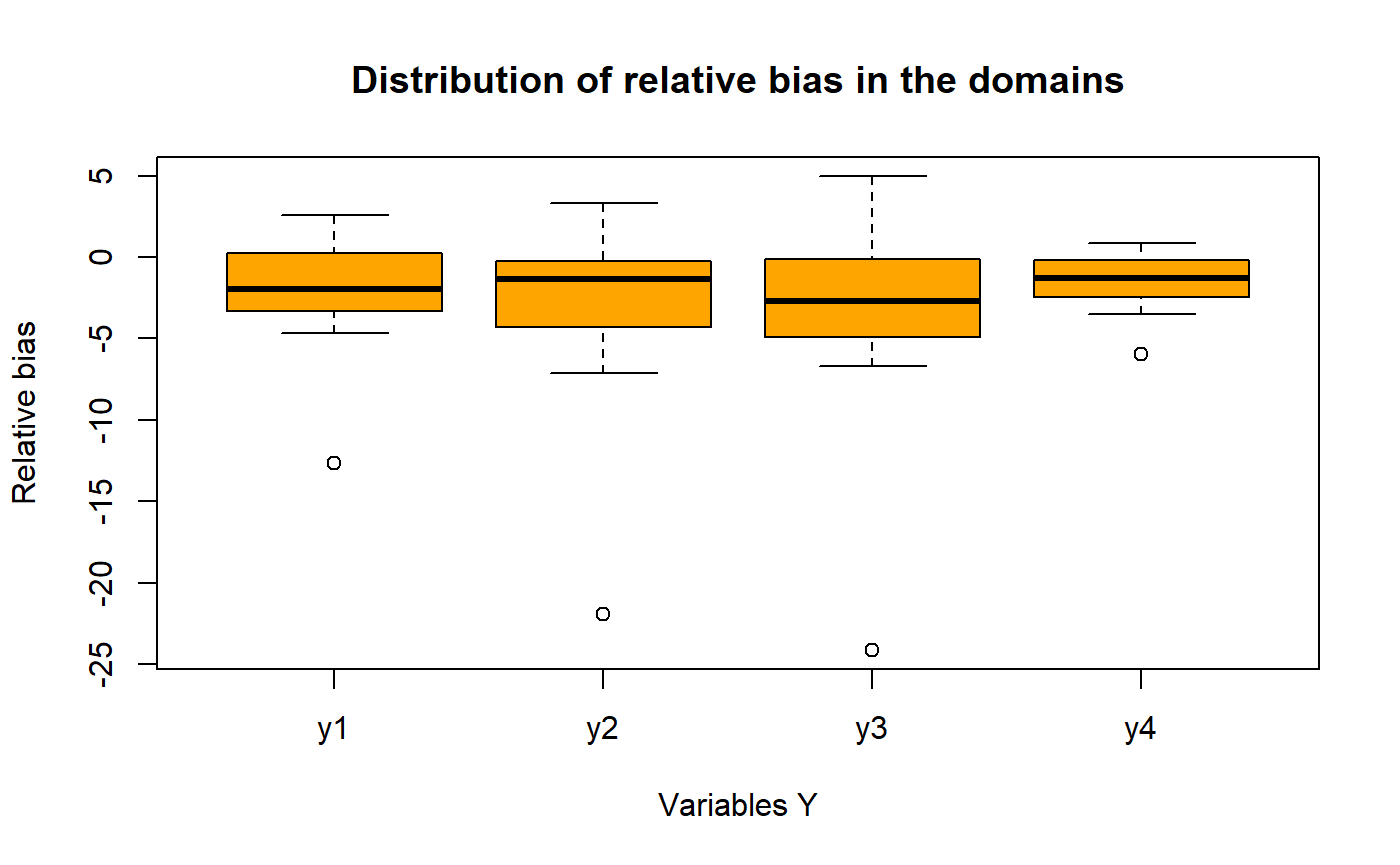 Distribution of relative bias in the domains
Relative bias
5
0
-5
-10
-15
-20
-25
y1 y2 y3 y4
Variables Y